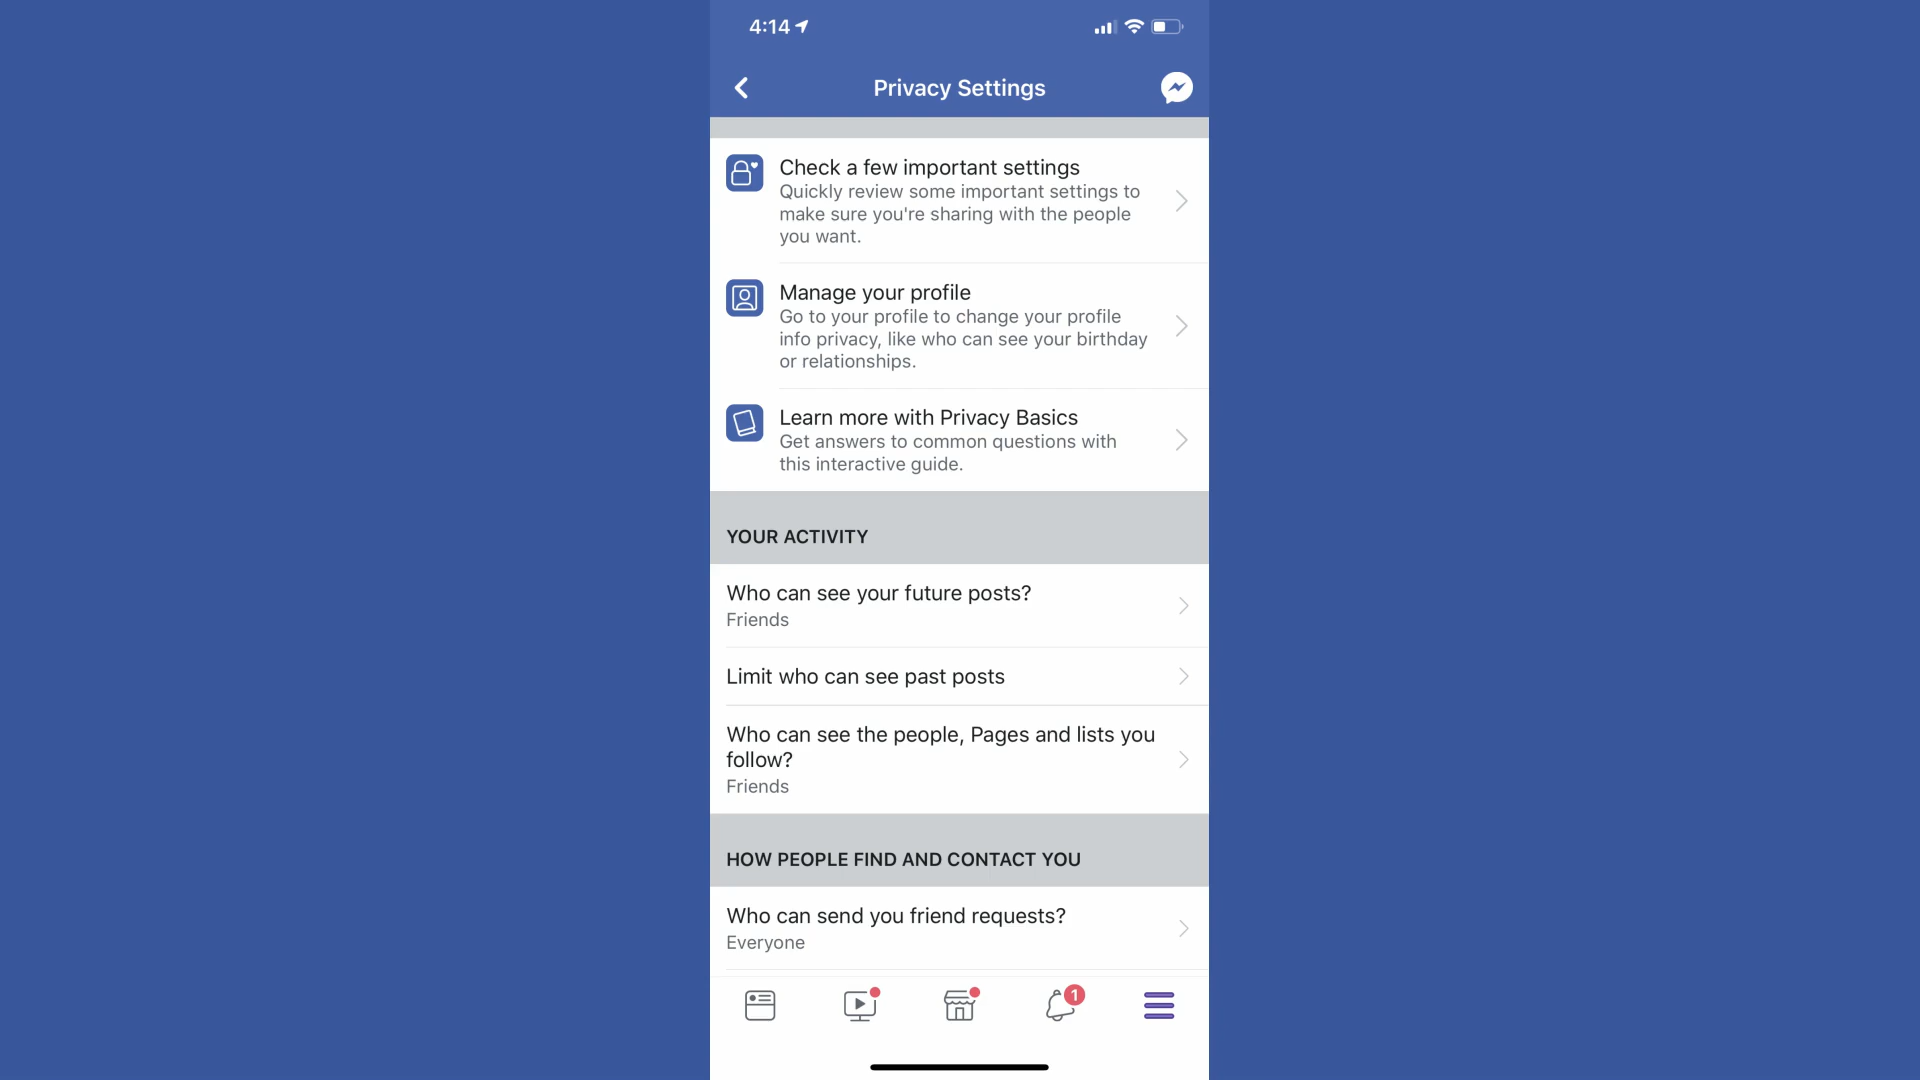 4:14
Privacy Settings
Check a few important settings
Quickly review some important settings to
make sure you're sharing with the people
you want.
Manage your profile
Go to your profile to change your profile
info privacy, like who can see your birthday
or relationships.
Learn more with Privacy Basics
Get answers to common questions with
this interactive guide.
YOUR ACTIVITY
Who can see your future posts?
Friends
Limit who can see past posts
Who can see the people, Pages and lists you
follow?
Friends
HOW PEOPLE FIND AND CONTACT YOU
Who can send you friend requests?
Everyone
1